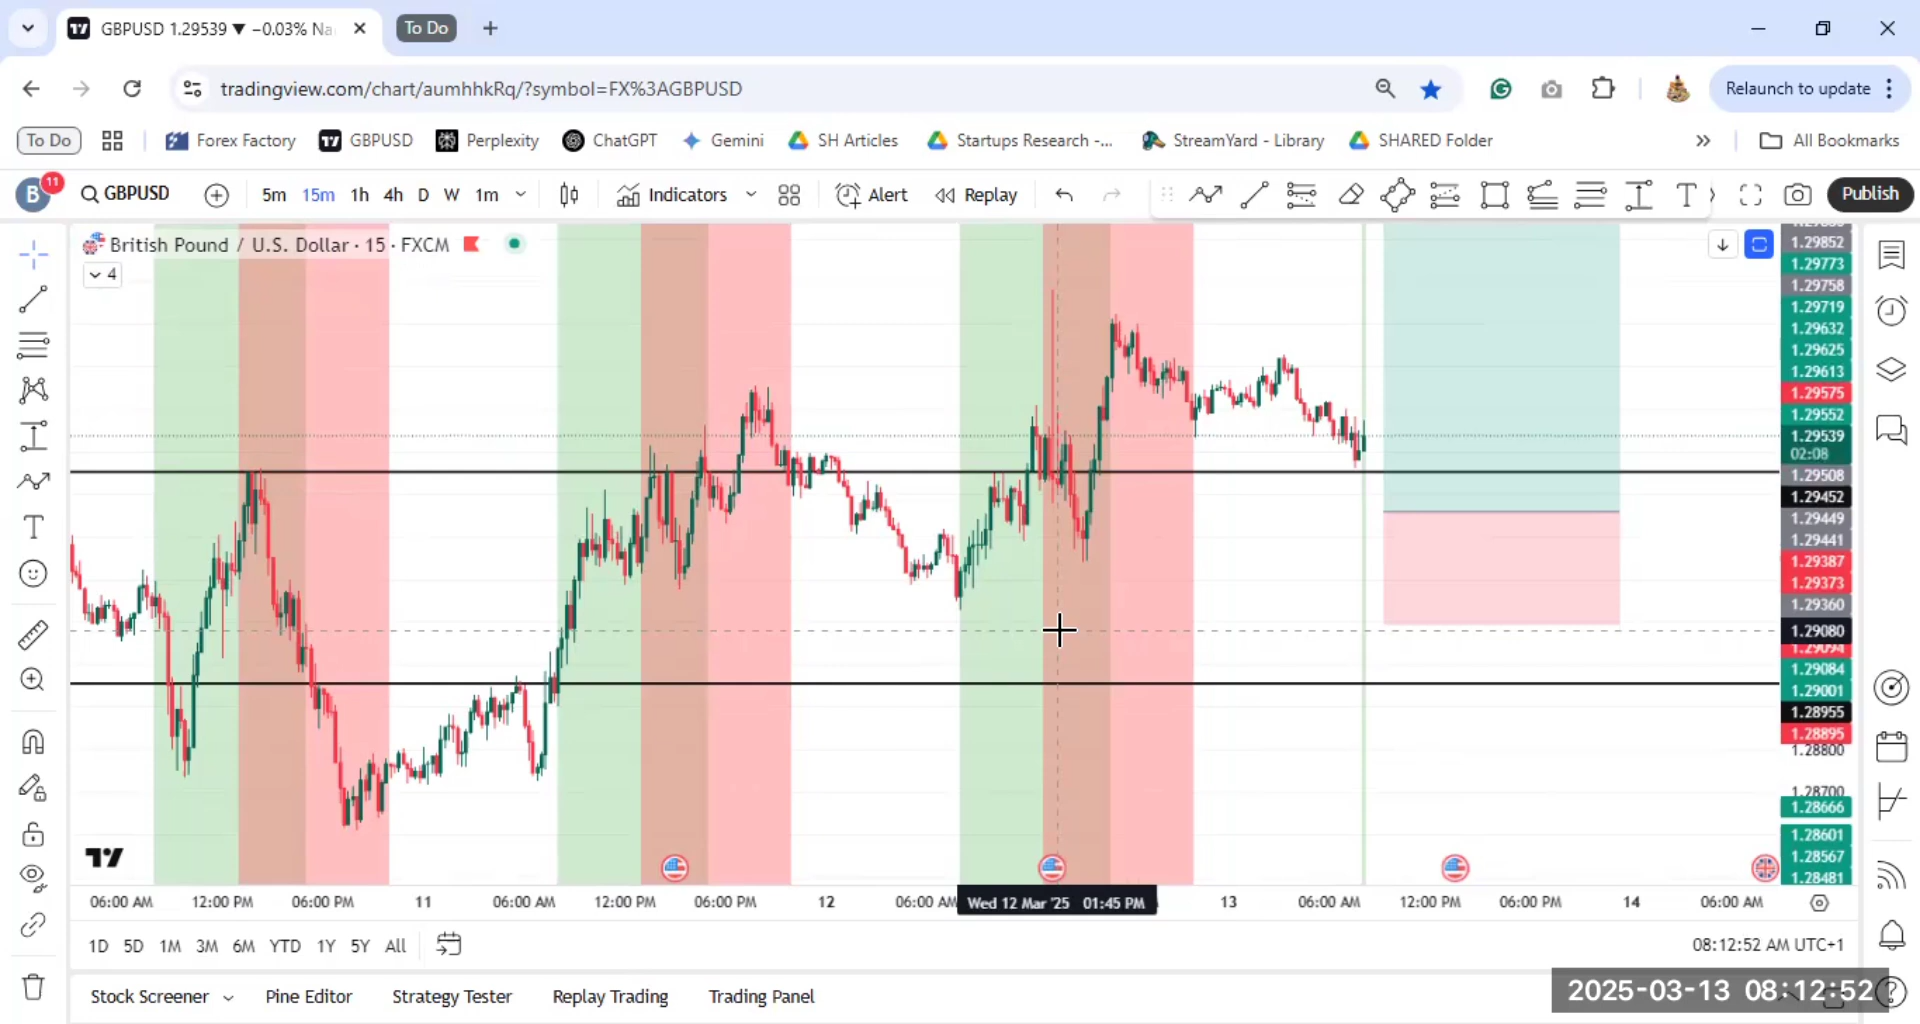 GBPUSD 1.29539 ▼ −0.03% Na
To Do
tradingview.com/chart/aumhhkRq/?symbol=FX%3AGBPUSD
Relaunch to update
To Do
Forex Factory
GBPUSD
Perplexity
ChatGPT
Gemini
SH Articles
Startups Research -...
StreamYard - Library
SHARED Folder
All Bookmarks
B
11
GBPUSD
5m
15m
1h
4h
D
W
1m
Indicators
Alert
Replay
Publish
British Pound / U.S. Dollar · 15 · FXCM
4
1.29852
1.29773
1.29758
1.29719
1.29632
1.29625
1.29613
1.29575
1.29552
1.29539
02:08
1.29508
1.29452
1.29449
1.29441
1.29387
1.29373
1.29360
1.29080
1.29094
1.29084
1.29001
1.28955
1.28895
1.28800
1.28700
1.28666
1.28601
1.28567
1.28481
06:00 AM
12:00 PM
06:00 PM
11
06:00 AM
12:00 PM
06:00 PM
12
06:00 AM
Wed 12 Mar '25 01:45 PM
13
06:00 AM
12:00 PM
06:00 PM
14
06:00 AM
1D
5D
1M
3M
6M
YTD
1Y
5Y
All
08:12:52 AM UTC+1
Stock Screener
Pine Editor
Strategy Tester
Replay Trading
Trading Panel
2025-03-13 08:12:52